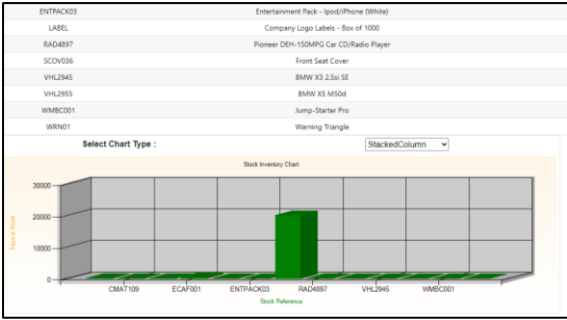 ENTPACK03 Entertainment Pack - Ipod/iPhone (White)
LABEL Company Logo Labels - Box of 1000
RAD4897 Pioneer DEH-150MPG Car CD/Radio Player
SCOV036 Front Seat Cover
VHL2945 BMW X3 2.5si SE
VHL2955 BMW X5 M50d
WMBC001 Jump-Starter Pro
WRN01 Warning Triangle
Select Chart Type : StackedColumn
Stock Inventory Chart
30000
20000
10000
0
Days in Stock
CMAT109 ECAF001 ENTPACK03 RAD4897 VHL2945 WMBC001
Stock Reference